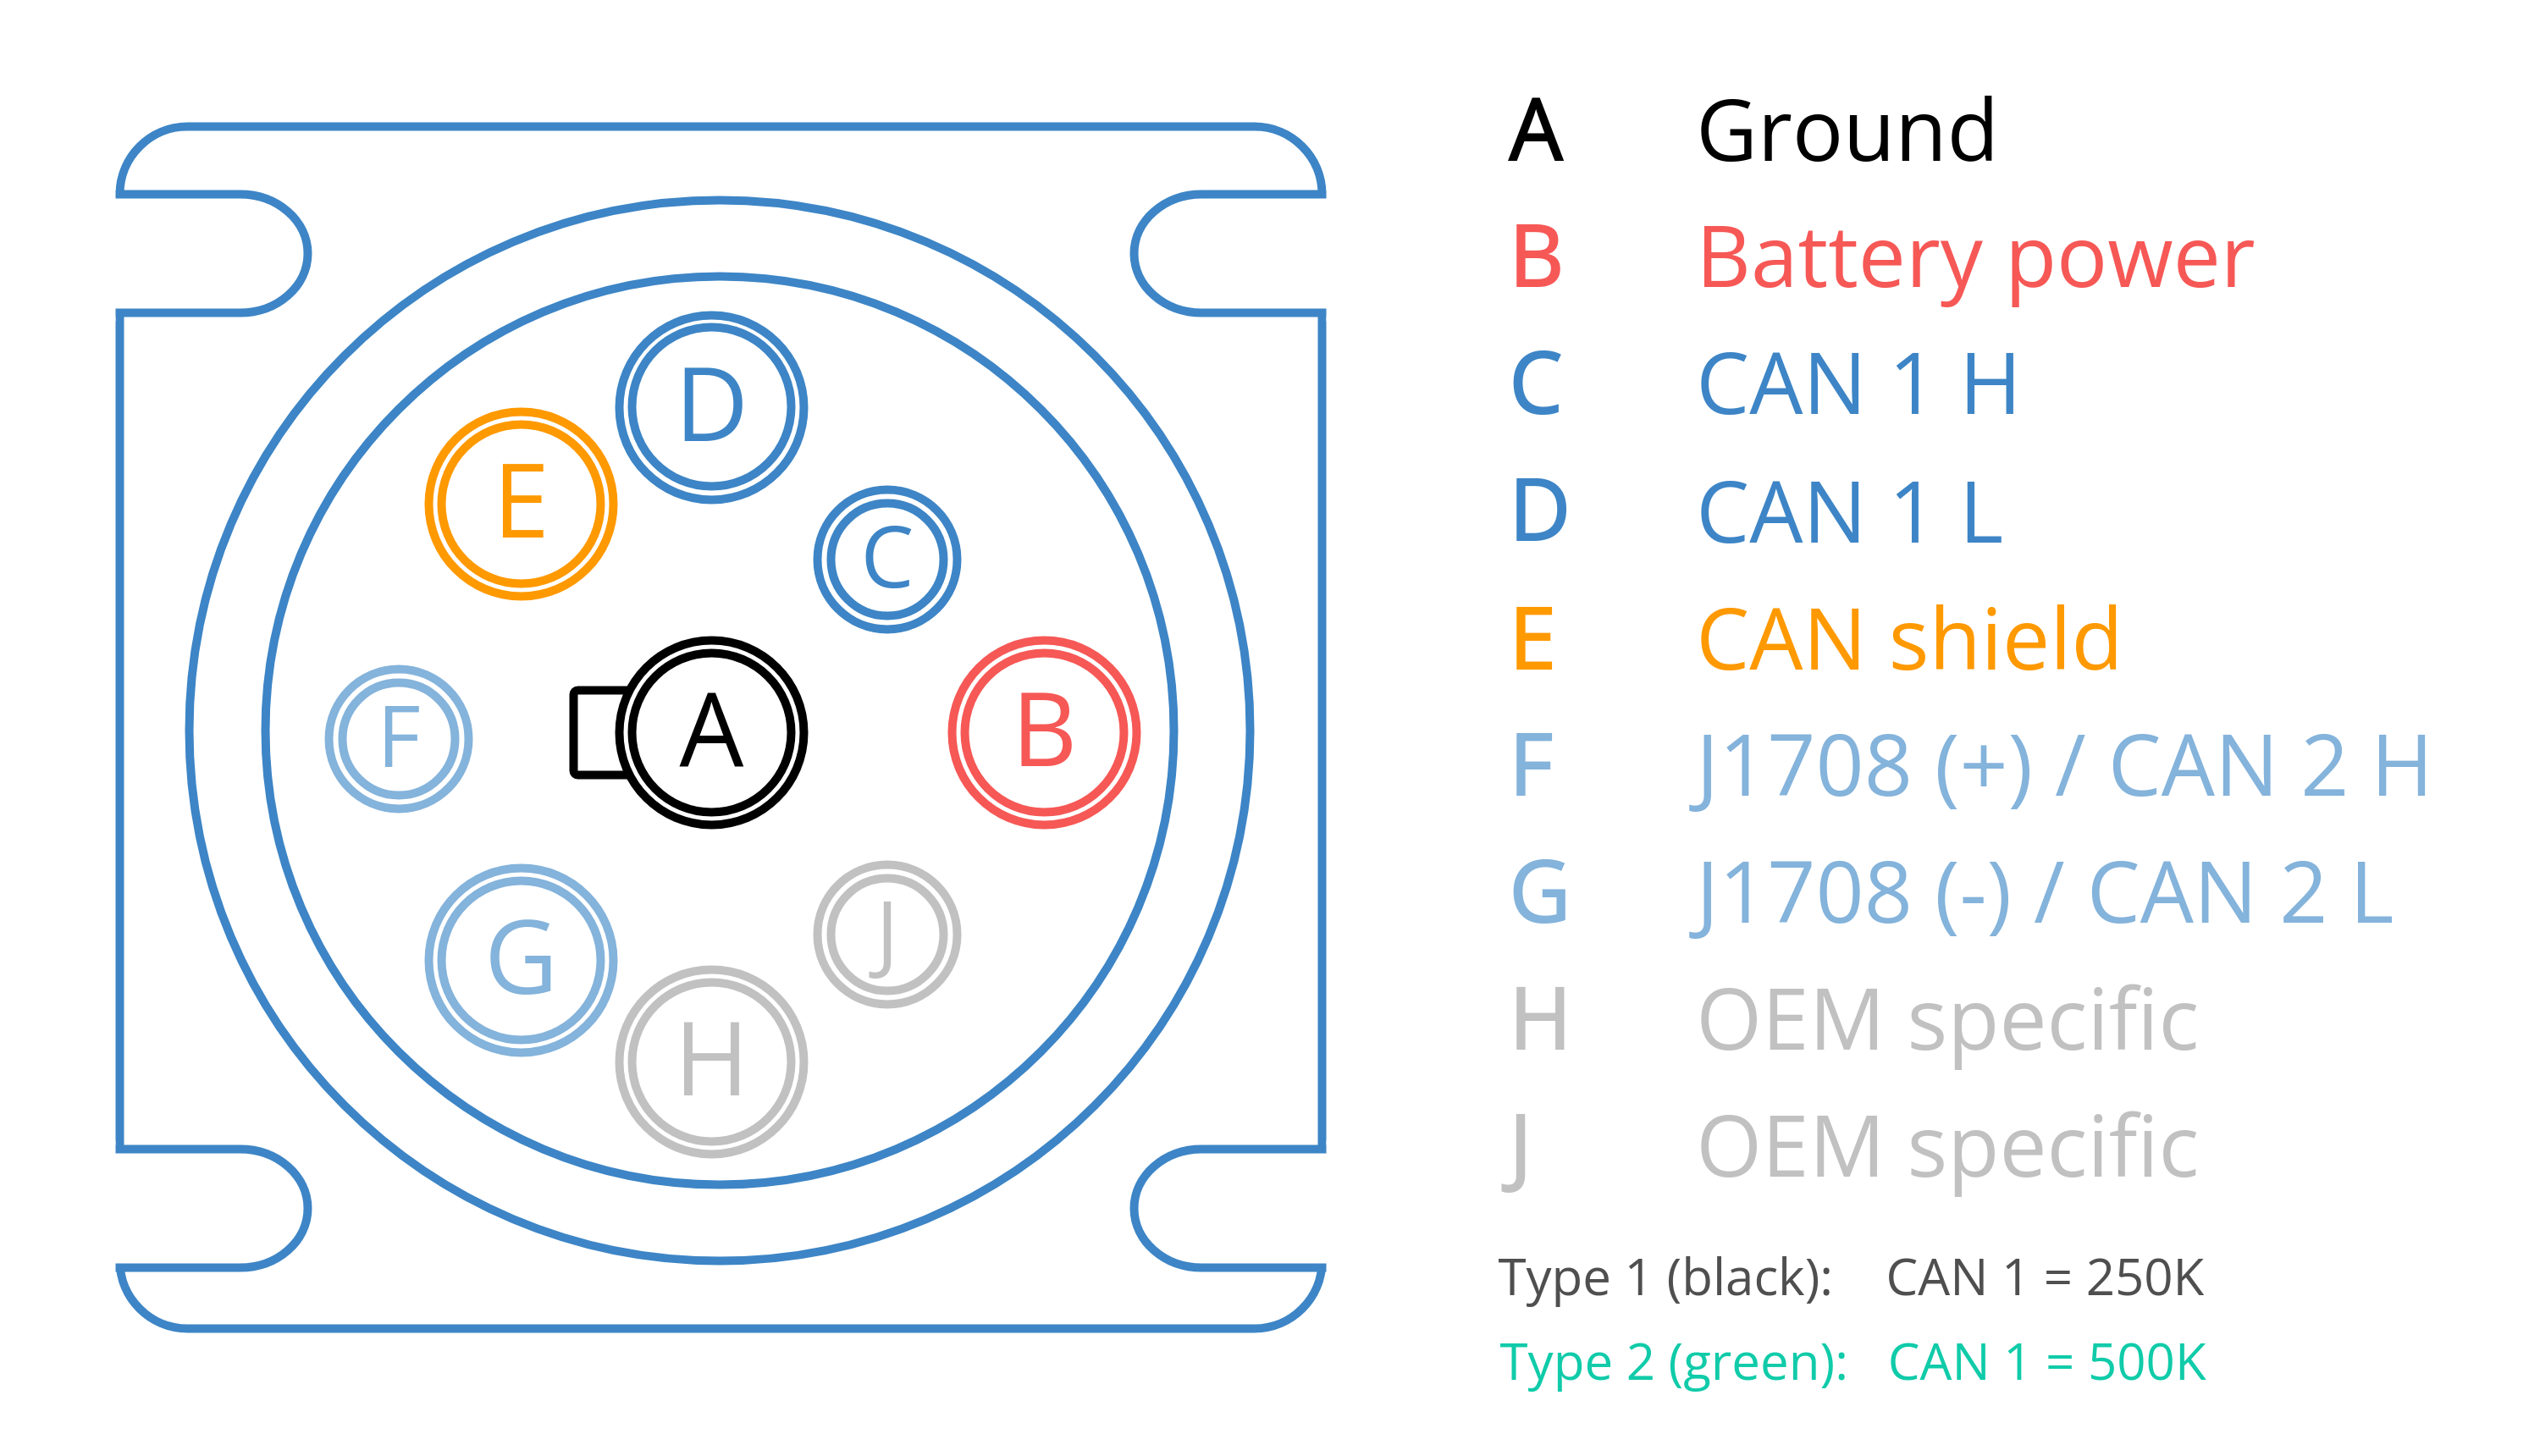 D
E
C
F
A
B
G
J
H
A Ground
B Battery power
C CAN 1 H
D CAN 1 L
E CAN shield
F J1708 (+) / CAN 2 H
G J1708 (-) / CAN 2 L
H OEM specific
J OEM specific
Type 1 (black): CAN 1 = 250K
Type 2 (green): CAN 1 = 500K